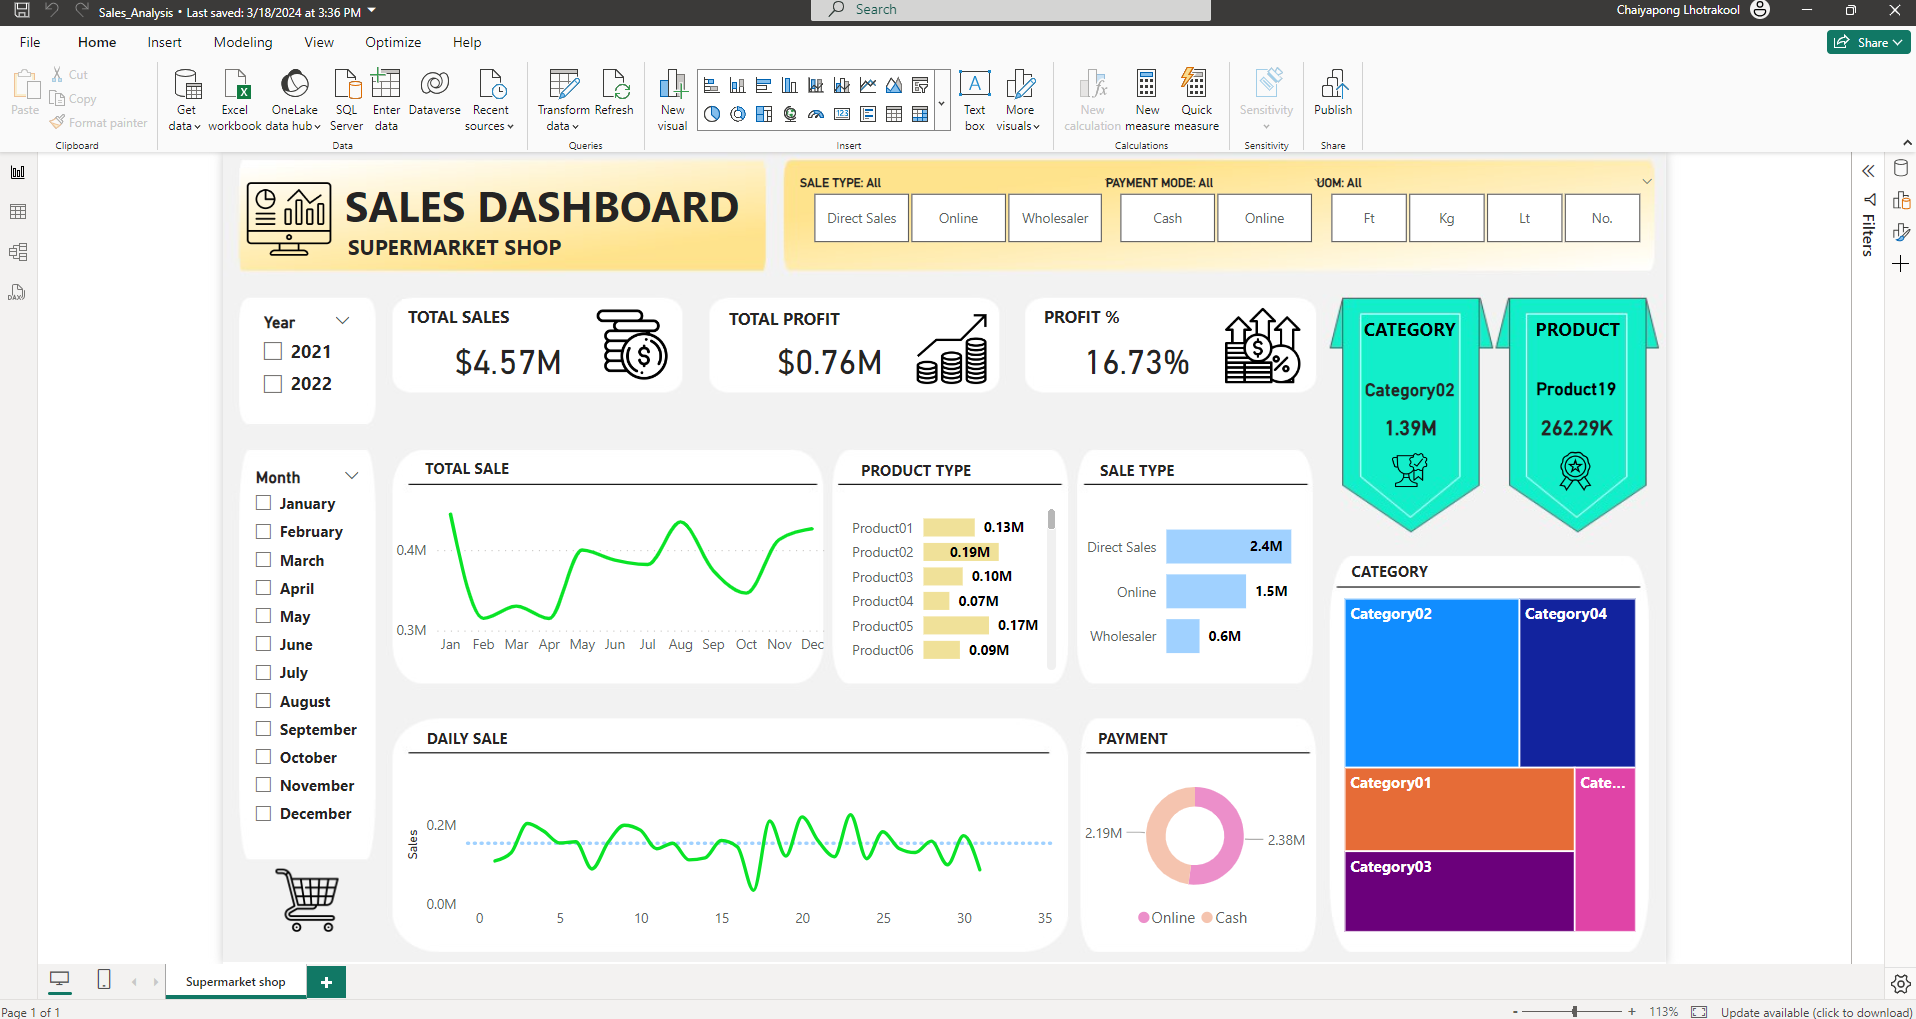 Sales_Analysis • Last saved: 3/18/2024 at 3:36 PM
Search
Chaiyapong Lhotrakool
File Home Insert Modeling View Optimize Help
Share
Paste
Cut
Copy
Format painter
Clipboard
Get data
Excel workbook
OneLake data hub
SQL Server
Enter data
Dataverse
Recent sources
Data
Transform data
Refresh
Queries
New visual
Text box
More visuals
Insert
New calculation
New measure
Quick measure
Calculations
Sensitivity
Sensitivity
Publish
Share
SALES DASHBOARD
SUPERMARKET SHOP
SALE TYPE: All
Direct Sales Online Wholesaler
PAYMENT MODE: All
Cash Online
UOM: All
Ft Kg Lt No.
Filters
Year
2021
2022
TOTAL SALES
$4.57M
TOTAL PROFIT
$0.76M
PROFIT %
16.73%
CATEGORY
Category02
1.39M
PRODUCT
Product19
262.29K
Month
January
February
March
April
May
June
July
August
September
October
November
December
TOTAL SALE
0.4M
0.3M
Jan Feb Mar Apr May Jun Jul Aug Sep Oct Nov Dec
PRODUCT TYPE
Product01 0.13M
Product02 0.19M
Product03 0.10M
Product04 0.07M
Product05 0.17M
Product06 0.09M
SALE TYPE
Direct Sales 2.4M
Online 1.5M
Wholesaler 0.6M
CATEGORY
Category02
Category04
Category01
Cate...
Category03
DAILY SALE
Sales
0.2M
0.0M
0 5 10 15 20 25 30 35
PAYMENT
2.19M
2.38M
Online Cash
Supermarket shop
Page 1 of 1
- + 113%
Update available (click to download)